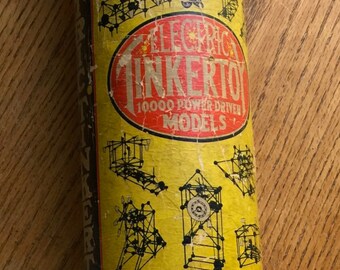 ELECTRIC
TINKERTOY
10000 POWER-DRIVEN
MODELS